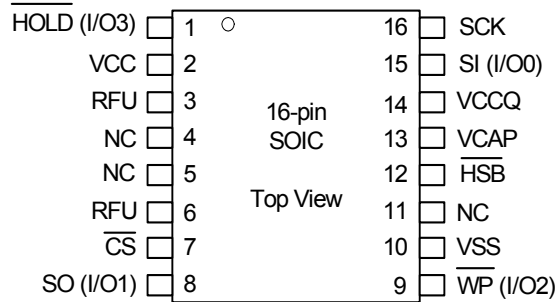 HOLD (I/O3) 1 16 SCK
VCC 2 15 SI (I/O0)
RFU 3 14 VCCQ
16-pin
NC 4 13 VCAP
SOIC
NC 5 12 HSB
Top View
RFU 6 11 NC
CS 7 10 VSS
SO (I/O1) 8 9 WP (I/O2)